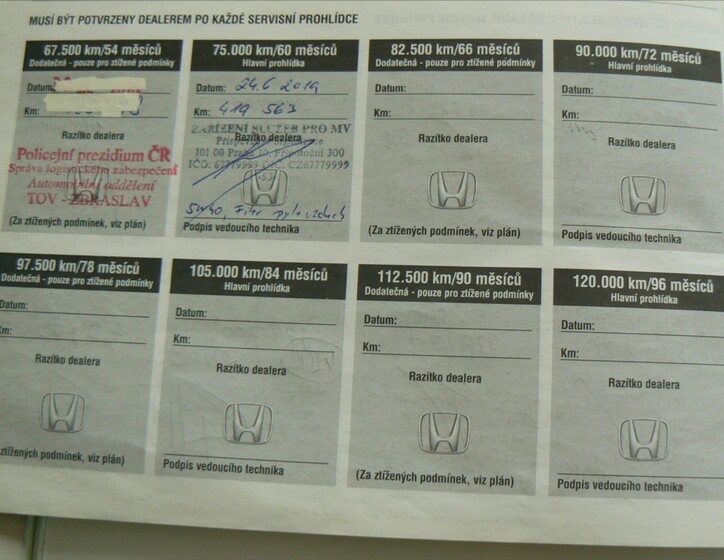 MUSÍ BÝT POTVRZENY DEALEREM PO KAŽDÉ SERVISNÍ PROHLÍDCE
67.500 km/54 měsíců
Dodatečná - pouze pro ztížené podmínky
Datum:
Km:
Razítko dealera
Policejní prezidium ČR
Správa logistického zabezpečení
Automobilní oddělení
TOV - ZBRASLAV
(Za ztížených podmínek, viz plán)
75.000 km/60 měsíců
Hlavní prohlídka
Datum: 24.6 2019
Km: 419 563
ZAŘÍZENÍ SLUŽEB PRO MV
Razítko dealera
101 00 Praha 10, Přípotoční 300
IČO: 67779999 DIČ: CZ67779999
Podpis vedoucího technika
82.500 km/66 měsíců
Dodatečná - pouze pro ztížené podmínky
Datum:
Km:
Razítko dealera
(Za ztížených podmínek, viz plán)
90.000 km/72 měsíců
Hlavní prohlídka
Datum:
Km:
Razítko dealera
Podpis vedoucího technika
97.500 km/78 měsíců
Dodatečná - pouze pro ztížené podmínky
Datum:
Km:
Razítko dealera
ztížených podmínek, viz plán)
105.000 km/84 měsíců
Hlavní prohlídka
Datum:
Km:
Razítko dealera
Podpis vedoucího technika
112.500 km/90 měsíců
Dodatečná - pouze pro ztížené podmínky
Datum:
Km:
Razítko dealera
(Za ztížených podmínek, viz plán)
120.000 km/96 měsíců
Hlavní prohlídka
Datum:
Km:
Razítko dealera
Podpis vedoucího technika